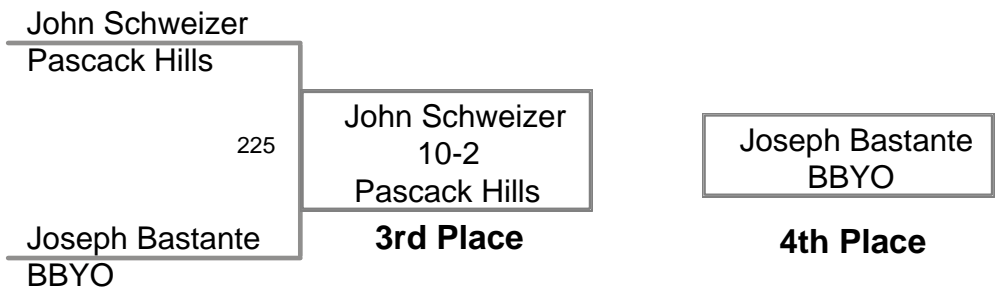 John Schweizer
Pascack Hills
225
Joseph Bastante
BBYO
John Schweizer
10-2
Pascack Hills
3rd Place
Joseph Bastante
BBYO
4th Place